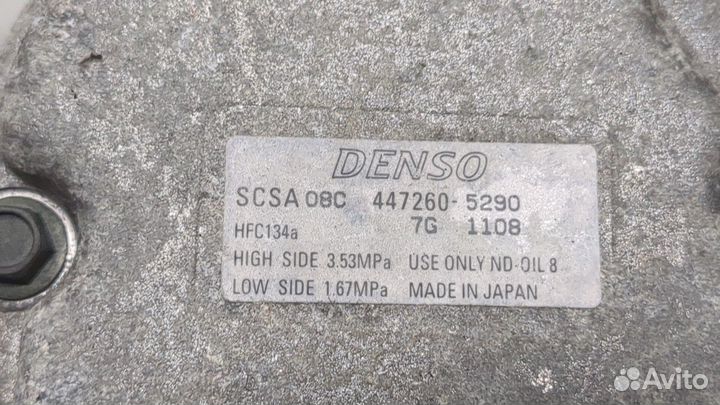 DENSO
SCSA 08C 447260-5290
HFC134a 7G 1108
HIGH SIDE 3.53MPa USE ONLY ND-OIL 8
LOW SIDE 1.67MPa MADE IN JAPAN
Avito